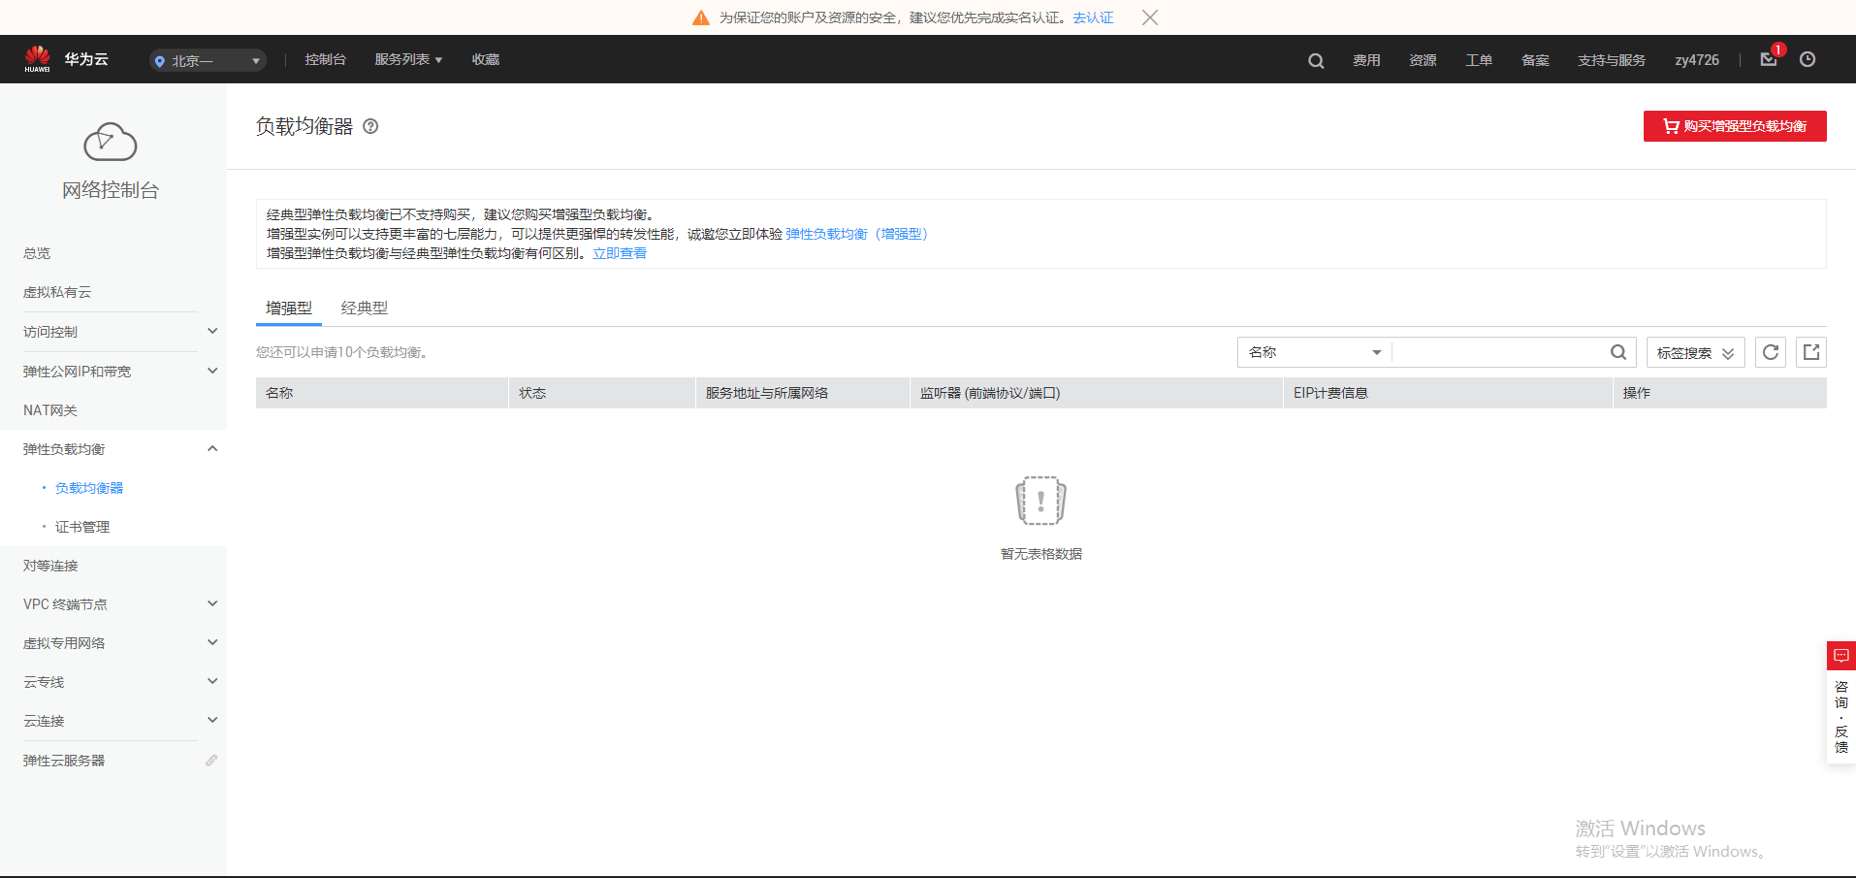 为保证您的账户及资源的安全，建议您优先完成实名认证。去认证
HUAWEI 华为云 北京一 控制台 服务列表 收藏 费用 资源 工单 备案 支持与服务 zy4726 1
网络控制台
总览
虚拟私有云
访问控制
弹性公网IP和带宽
NAT网关
弹性负载均衡
· 负载均衡器
· 证书管理
对等连接
VPC 终端节点
虚拟专用网络
云专线
云连接
弹性云服务器
负载均衡器
购买增强型负载均衡
经典型弹性负载均衡已不支持购买，建议您购买增强型负载均衡。
增强型实例可以支持更丰富的七层能力，可以提供更强悍的转发性能，诚邀您立即体验 弹性负载均衡（增强型）
增强型弹性负载均衡与经典型弹性负载均衡有何区别。立即查看
增强型 经典型
您还可以申请10个负载均衡。
名称 标签搜索
名称 状态 服务地址与所属网络 监听器 (前端协议/端口) EIP计费信息 操作
暂无表格数据
咨询·反馈
激活 Windows
转到"设置"以激活 Windows。